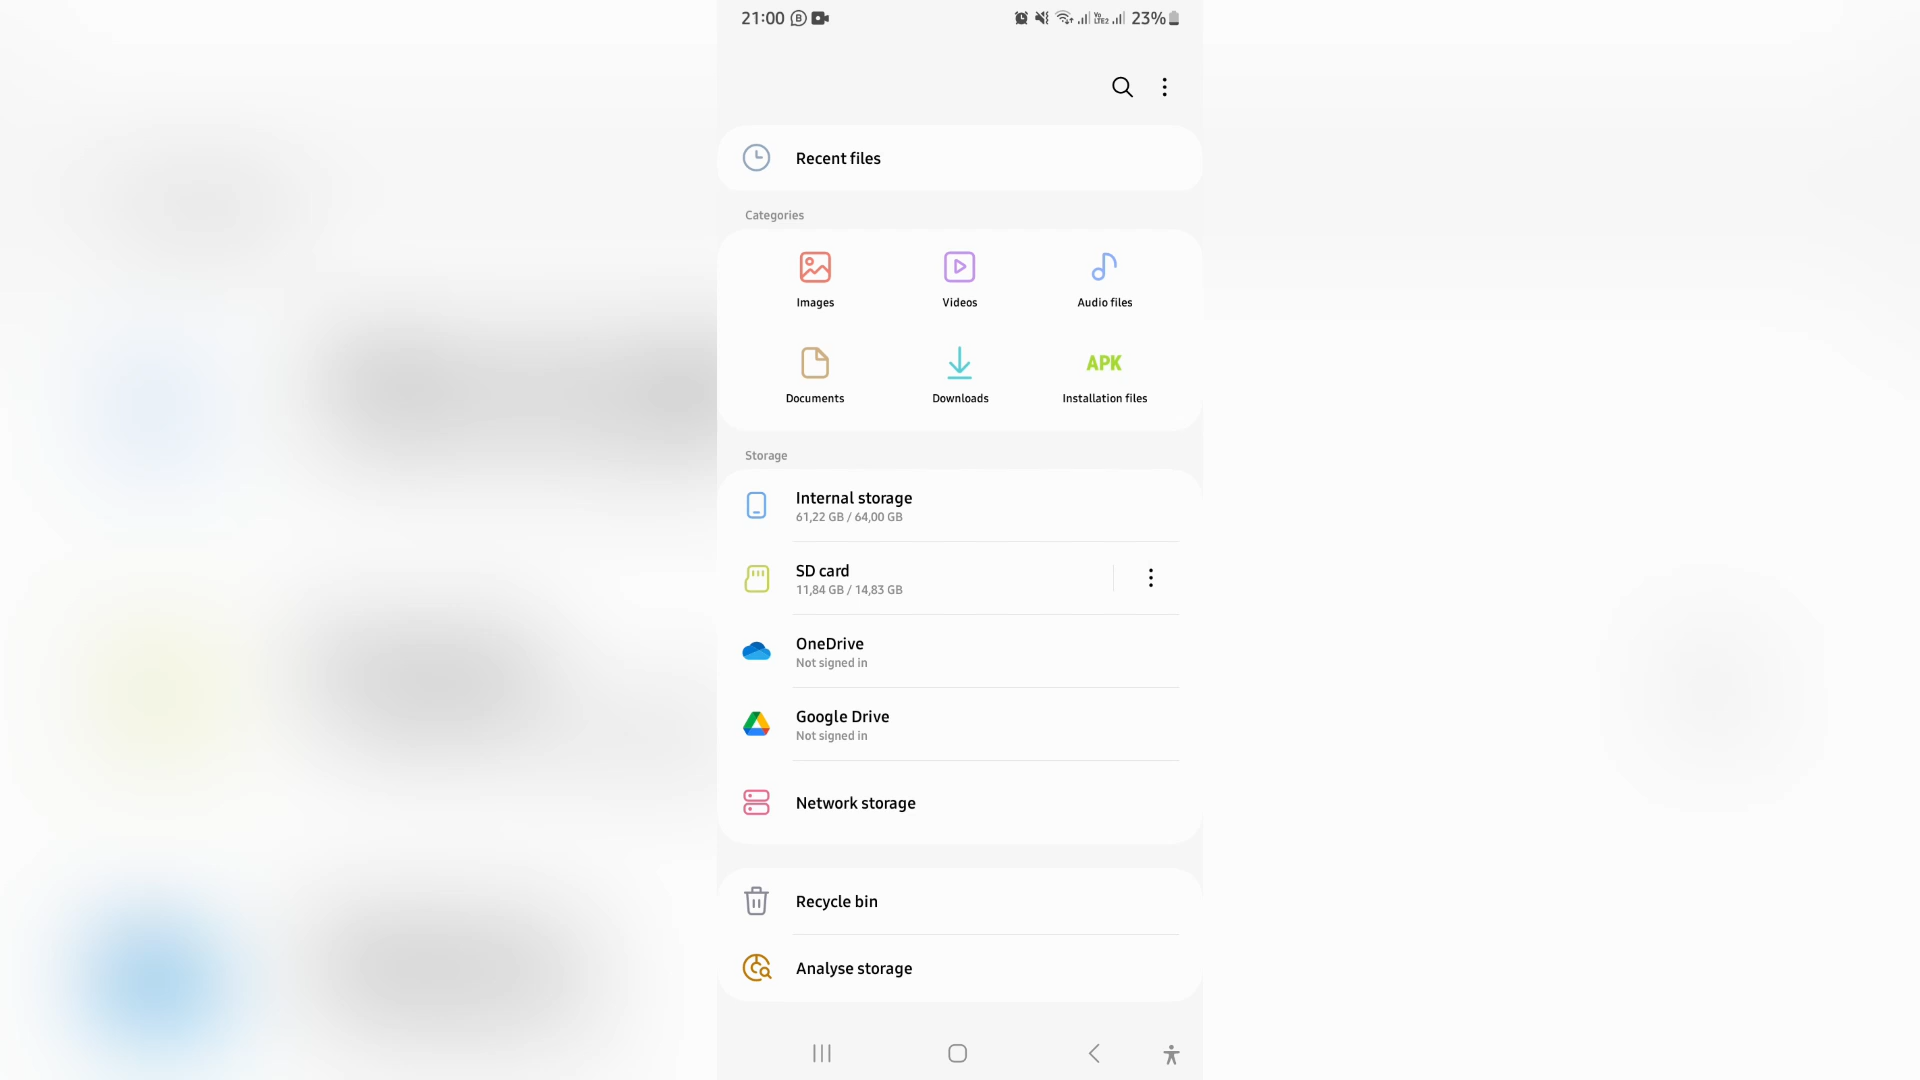 21:00 23%
Recent files
Categories
Images Videos Audio files
APK
Documents Downloads Installation files
Storage
Internal storage
61,22 GB / 64,00 GB
SD card
11,84 GB / 14,83 GB
OneDrive
Not signed in
Google Drive
Not signed in
Network storage
Recycle bin
Analyse storage